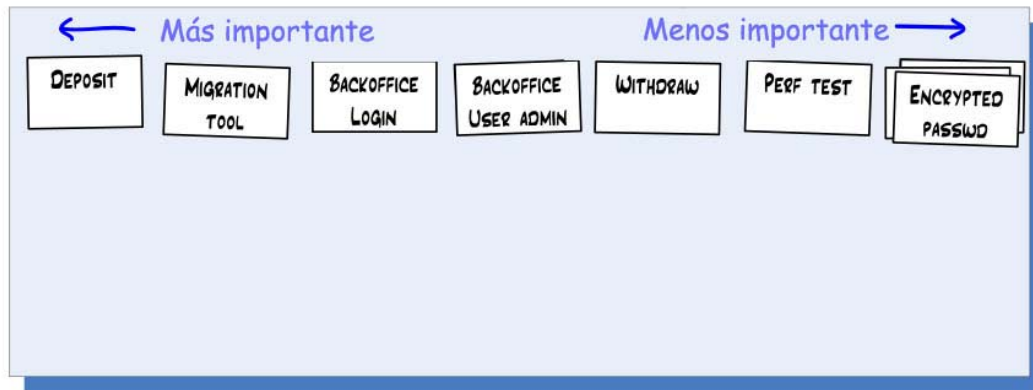 Más importante
Menos importante
DEPOSIT
MIGRATION
TOOL
BACKOFFICE
LOGIN
BACKOFFICE
USER ADMIN
WITHDRAW
PERF TEST
ENCRYPTED
PASSWD